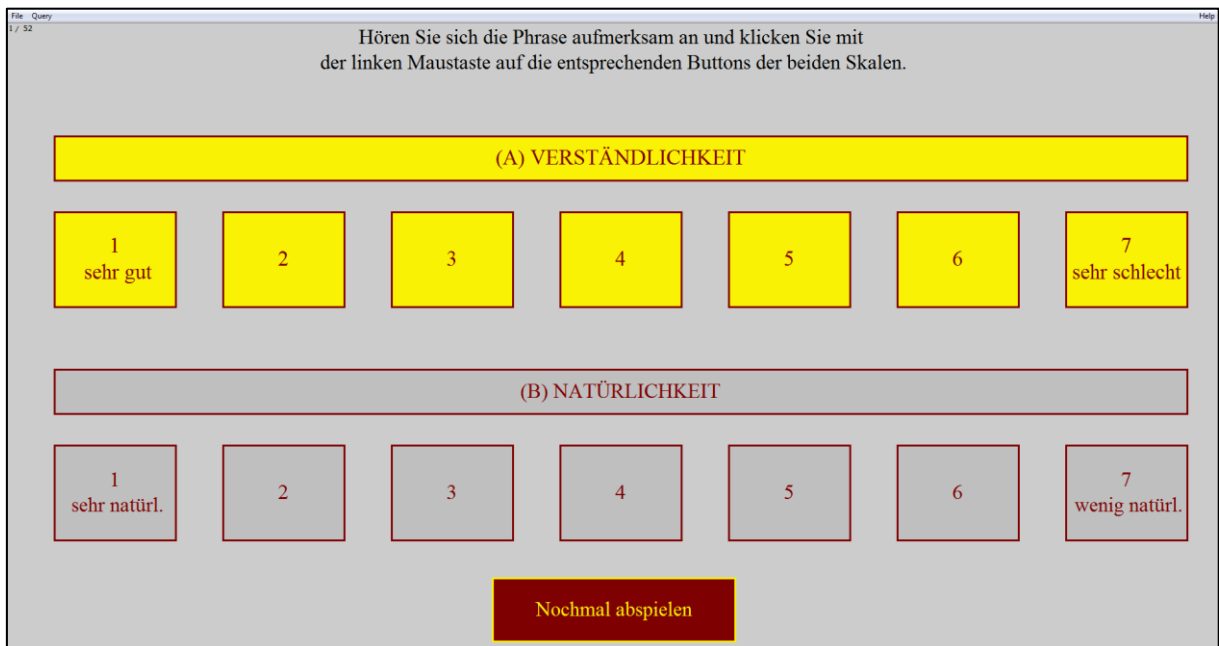 File Query Help
1 / 52
Hören Sie sich die Phrase aufmerksam an und klicken Sie mit
der linken Maustaste auf die entsprechenden Buttons der beiden Skalen.
(A) VERSTÄNDLICHKEIT
1
sehr gut
2
3
4
5
6
7
sehr schlecht
(B) NATÜRLICHKEIT
1
sehr natürl.
2
3
4
5
6
7
wenig natürl.
Nochmal abspielen